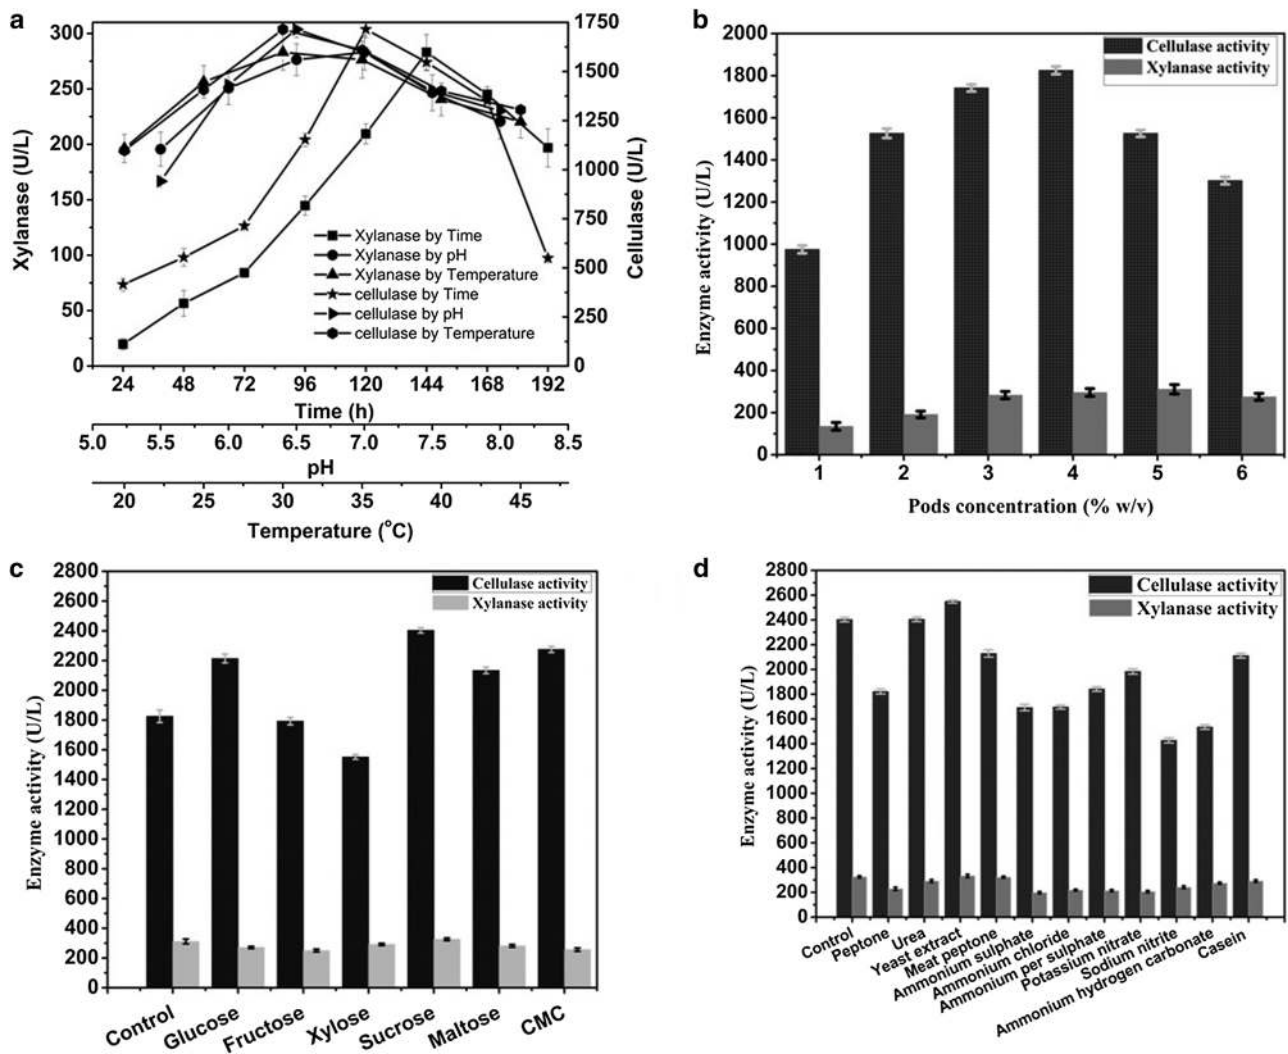 a
Xylanase (U/L)
300
250
200
150
100
50
0
1750
1500
1250
1000
750
500
250
0
Cellulase (U/L)
Xylanase by Time
Xylanase by pH
Xylanase by Temperature
cellulase by Time
cellulase by pH
cellulase by Temperature
24 48 72 96 120 144 168 192
Time (h)
5.0 5.5 6.0 6.5 7.0 7.5 8.0 8.5
pH
20 25 30 35 40 45
Temperature (°C)
b
Enzyme activity (U/L)
2000
1800
1600
1400
1200
1000
800
600
400
200
0
Cellulase activity
Xylanase activity
1 2 3 4 5 6
Pods concentration (% w/v)
c
Enzyme activity (U/L)
2800
2600
2400
2200
2000
1800
1600
1400
1200
1000
800
600
400
200
0
Cellulase activity
Xylanase activity
Control
Glucose
Fructose
Xylose
Sucrose
Maltose
CMC
d
Enzyme activity (U/L)
2800
2600
2400
2200
2000
1800
1600
1400
1200
1000
800
600
400
200
0
Cellulase activity
Xylanase activity
Control
Peptone
Urea
Yeast extract
Meat peptone
Ammonium sulphate
Ammonium chloride
Ammonium per sulphate
Potassium nitrate
Sodium nitrite
Ammonium hydrogen carbonate
Casein